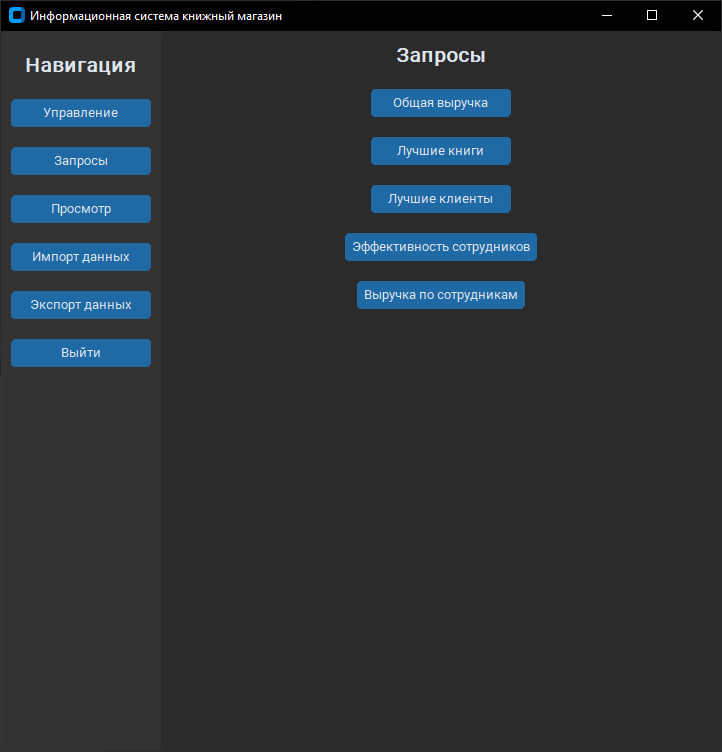 Информационная система книжный магазин
Навигация
Управление
Запросы
Просмотр
Импорт данных
Экспорт данных
Выйти
Запросы
Общая выручка
Лучшие книги
Лучшие клиенты
Эффективность сотрудников
Выручка по сотрудникам